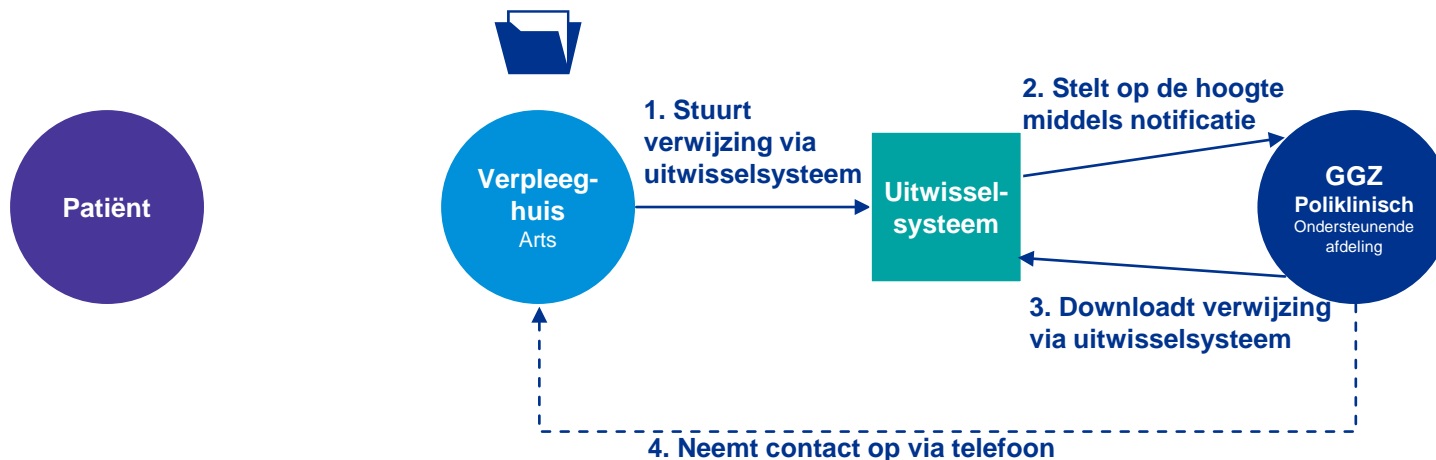 Patiënt
Verpleeg-
huis
Arts
1. Stuurt
verwijzing via
uitwisselsysteem
Uitwissel-
systeem
2. Stelt op de hoogte
middels notificatie
GGZ
Poliklinisch
Ondersteunende
afdeling
3. Downloadt verwijzing
via uitwisselsysteem
4. Neemt contact op via telefoon